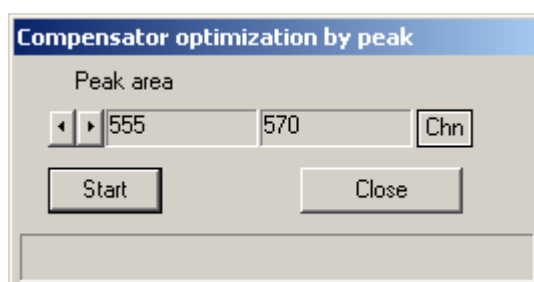 Compensator optimization by peak
Peak area
555 570 Chn
Start Close